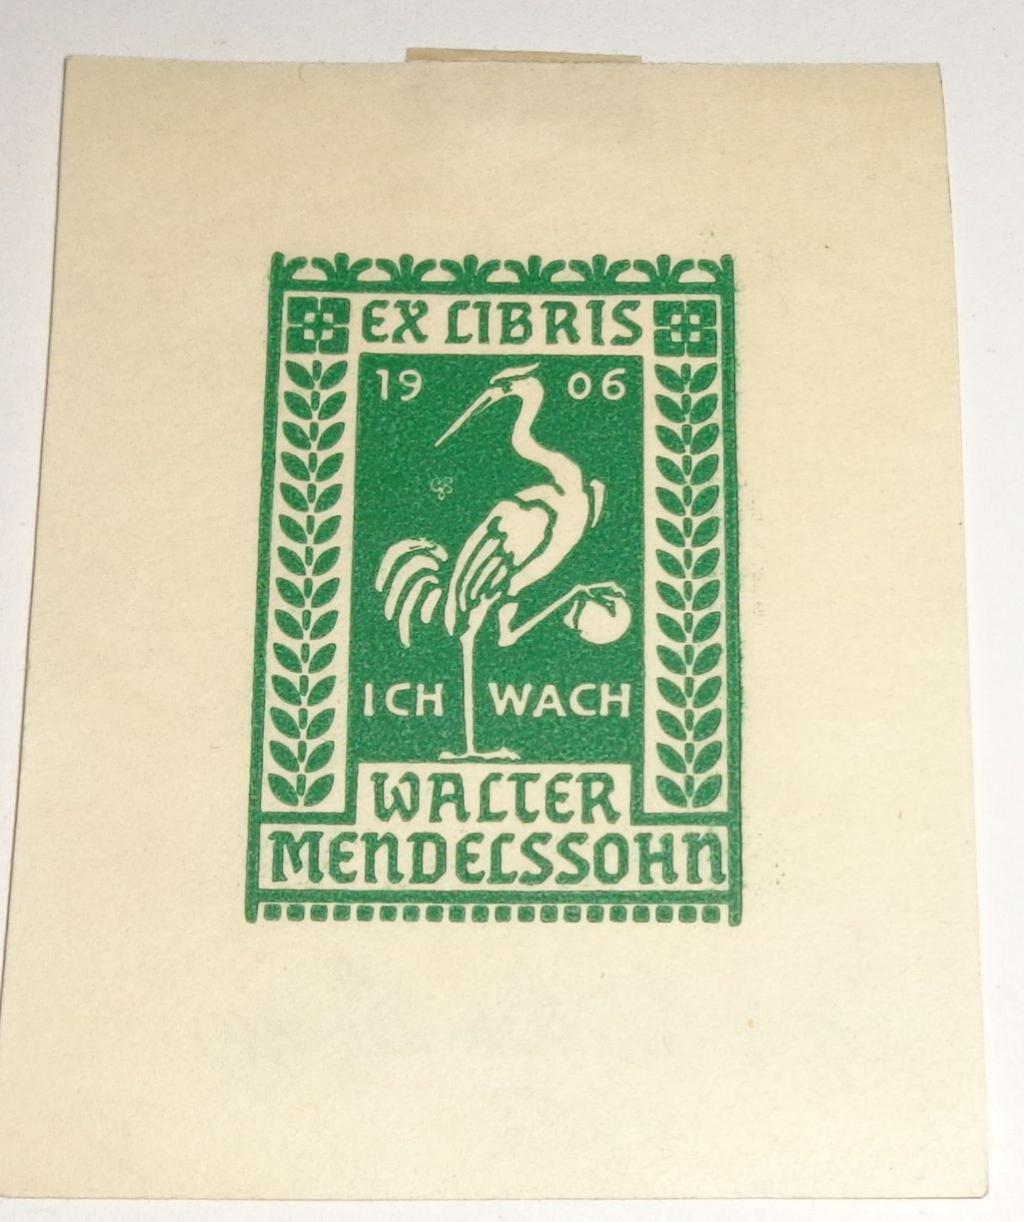 EX LIBRIS
19 06
ICH WACH
WALTER
MENDELSSOHN